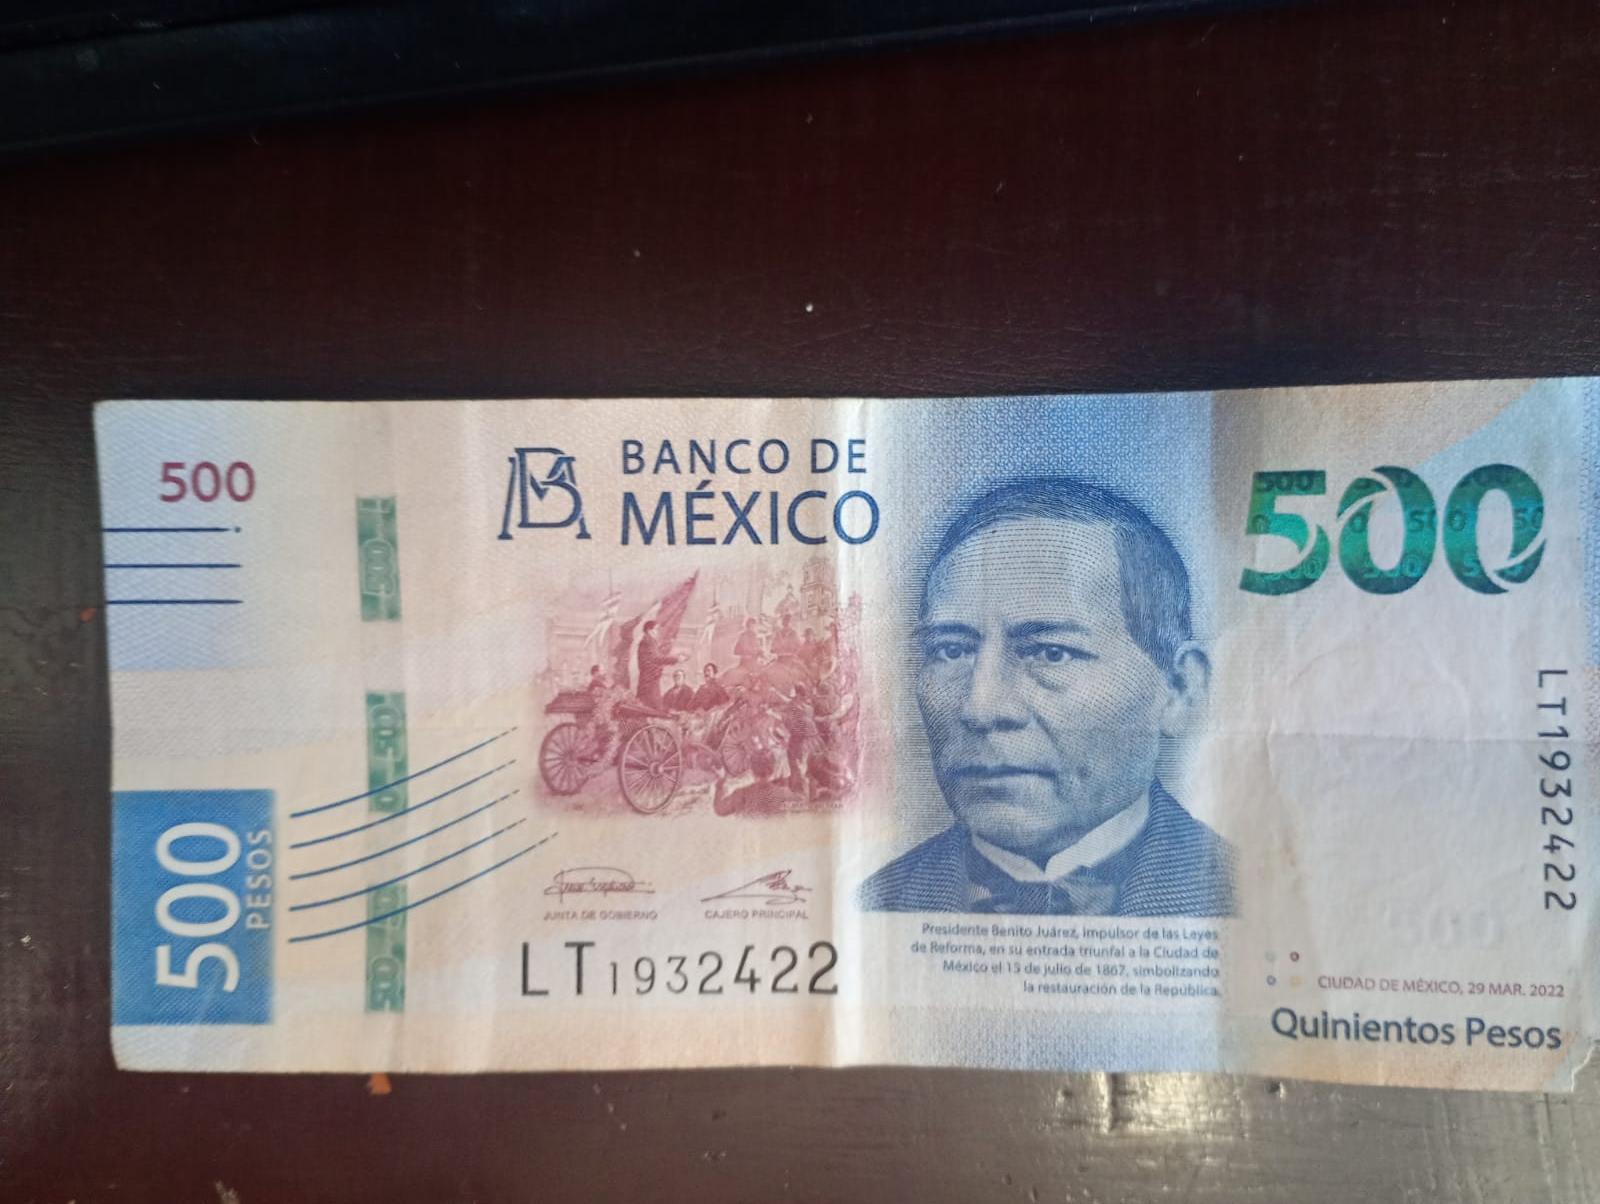 500
BANCO DE
MÉXICO
500
500
PESOS
JUNTA DE GOBIERNO
CAJERO PRINCIPAL
LT1932422
Presidente Benito Juárez, impulsor de las Leyes
de Reforma, en su entrada triunfal a la Ciudad de
México el 15 de julio de 1867, simbolizando
la restauración de la República.
LT1932422
CIUDAD DE MÉXICO, 29 MAR. 2022
Quinientos Pesos